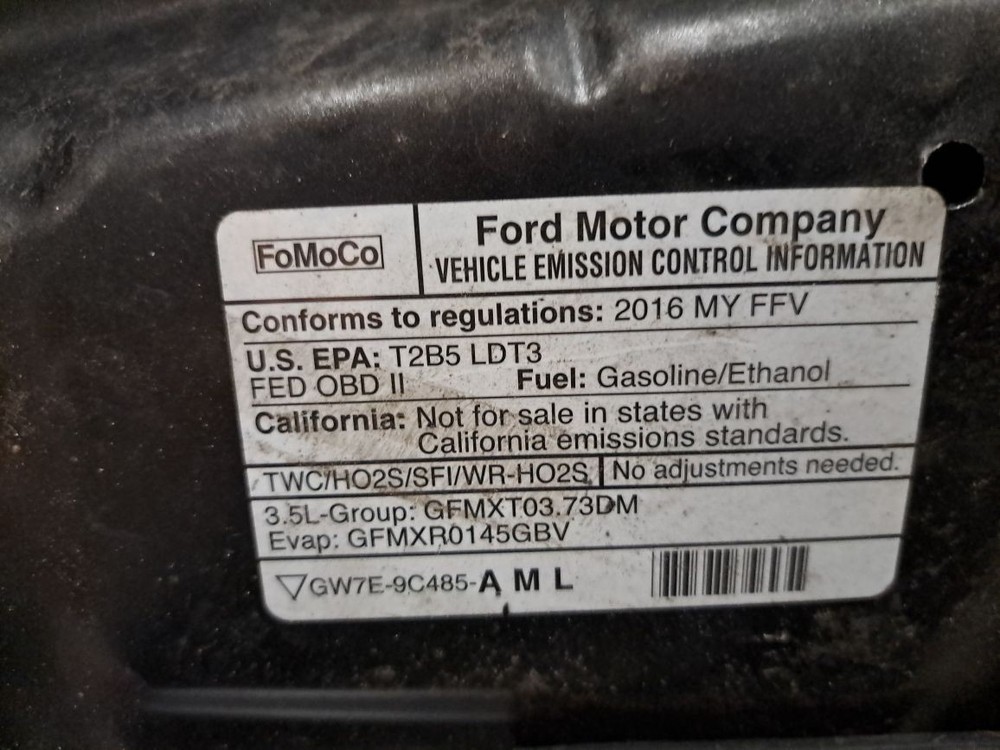 FoMoCo
Ford Motor Company
VEHICLE EMISSION CONTROL INFORMATION
Conforms to regulations: 2016 MY FFV
U.S. EPA: T2B5 LDT3
FED OBD II Fuel: Gasoline/Ethanol
California: Not for sale in states with
California emissions standards.
TWC/HO2S/SFI/WR-HO2S No adjustments needed.
3.5L-Group: GFMXT03.73DM
Evap: GFMXR0145GBV
GW7E-9C485-A M L